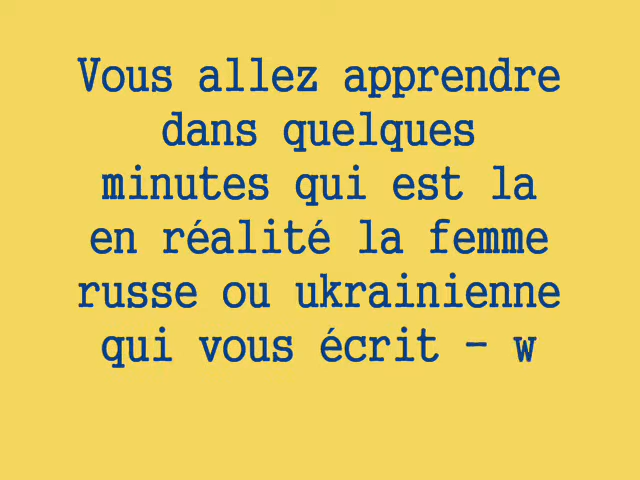 Vous allez apprendre
dans quelques
minutes qui est la
en réalité la femme
russe ou ukrainienne
qui vous écrit – w